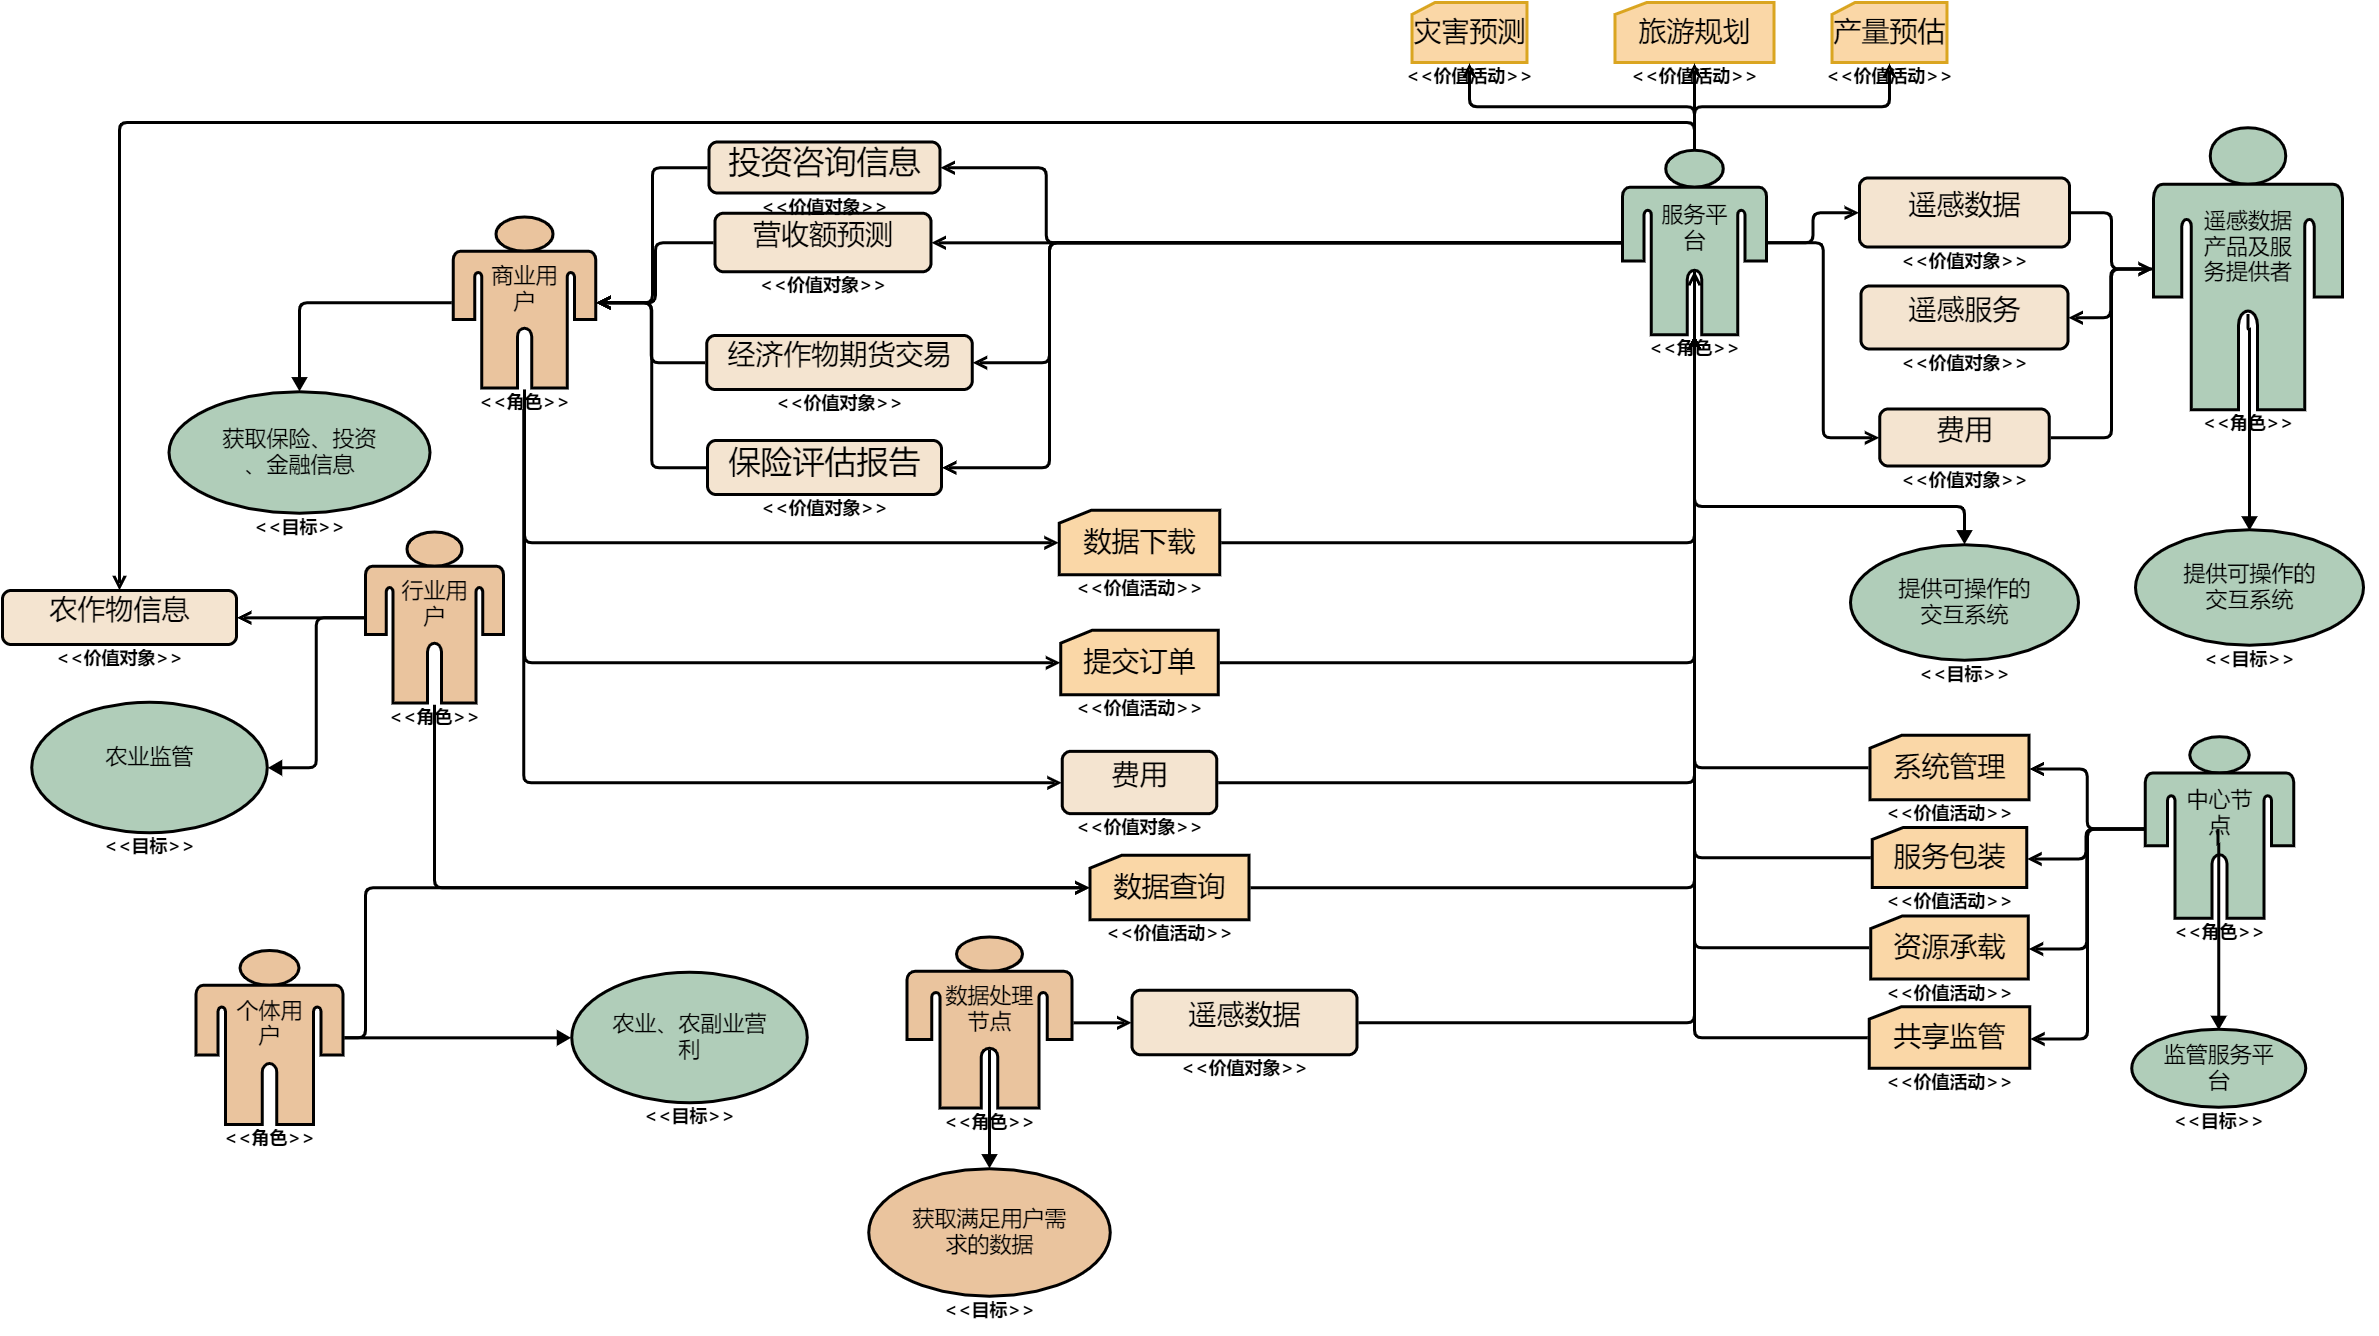 灾害预测
<<价值活动>>
旅游规划
<<价值活动>>
产量预估
<<价值活动>>
投资咨询信息
<<价值对象>>
营收额预测
<<价值对象>>
经济作物期货交易
<<价值对象>>
保险评估报告
<<价值对象>>
商业用
户
<<角色>>
服务平
台
<<角色>>
遥感数据
<<价值对象>>
遥感服务
<<价值对象>>
费用
<<价值对象>>
遥感数据
产品及服
务提供者
<<角色>>
获取保险、投资
、金融信息
<<目标>>
数据下载
<<价值活动>>
提供可操作的
交互系统
<<目标>>
提供可操作的
交互系统
<<目标>>
农作物信息
<<价值对象>>
行业用
户
<<角色>>
提交订单
<<价值活动>>
农业监管
<<目标>>
费用
<<价值对象>>
系统管理
<<价值活动>>
服务包装
<<价值活动>>
资源承载
<<价值活动>>
共享监管
<<价值活动>>
中心节
点
<<角色>>
数据查询
<<价值活动>>
个体用
户
<<角色>>
农业、农副业营
利
<<目标>>
数据处理
节点
<<角色>>
遥感数据
<<价值对象>>
监管服务平
台
<<目标>>
获取满足用户需
求的数据
<<目标>>